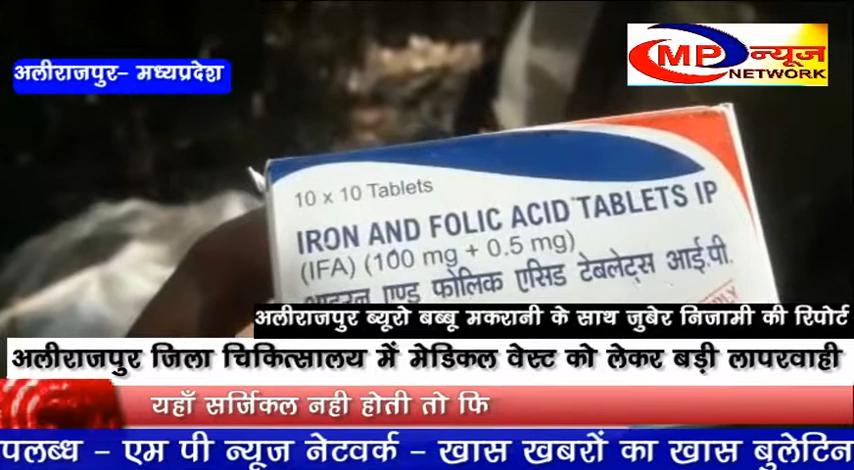 अलीराजपुर- मध्यप्रदेश
MP न्यूज
NETWORK
10 x 10 Tablets
IRON AND FOLIC ACID TABLETS IP
(IFA) (100 mg + 0.5 mg)
आइरन एण्ड फोलिक एसिड टेबलेट्स आई.पी.
अलीराजपुर ब्यूरो बब्बू मकरानी के साथ जुबेर निजामी की रिपोर्ट
अलीराजपुर जिला चिकित्सालय में मेडिकल वेस्ट को लेकर बड़ी लापरवाही
यहाँ सर्जिकल नही होती तो फि
पलब्ध - एम पी न्यूज नेटवर्क - खास खबरों का खास बुलेटिन